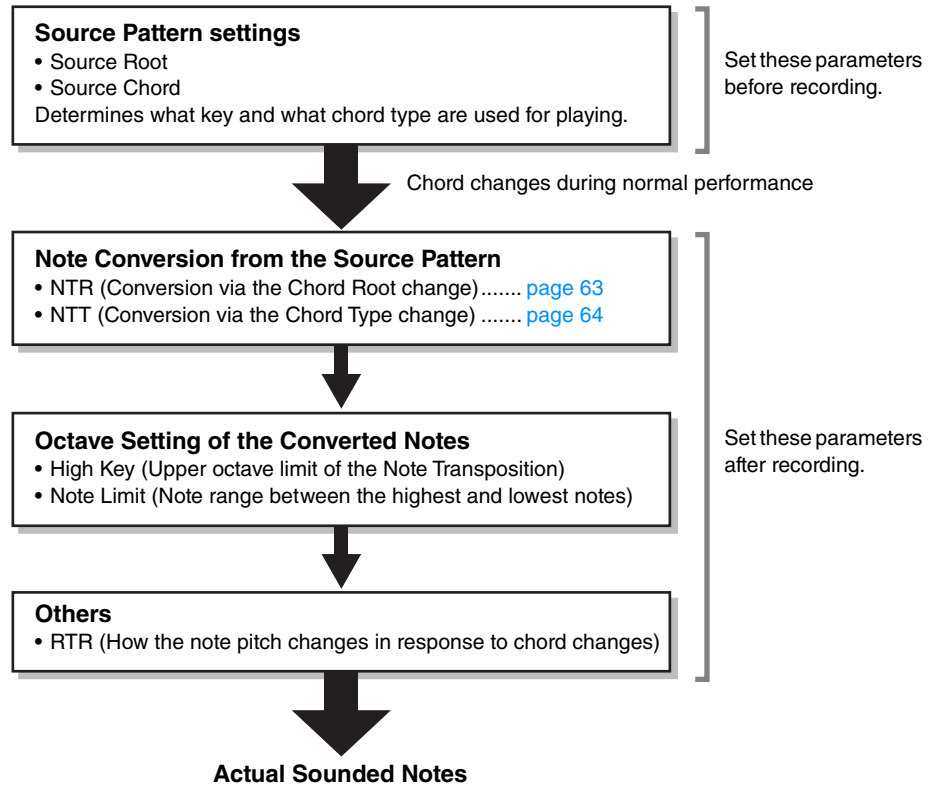 Source Pattern settings
• Source Root
• Source Chord
Determines what key and what chord type are used for playing.
Set these parameters
before recording.
Chord changes during normal performance
Note Conversion from the Source Pattern
• NTR (Conversion via the Chord Root change)....... page 63
• NTT (Conversion via the Chord Type change) ....... page 64
Octave Setting of the Converted Notes
• High Key (Upper octave limit of the Note Transposition)
• Note Limit (Note range between the highest and lowest notes)
Set these parameters
after recording.
Others
• RTR (How the note pitch changes in response to chord changes)
Actual Sounded Notes